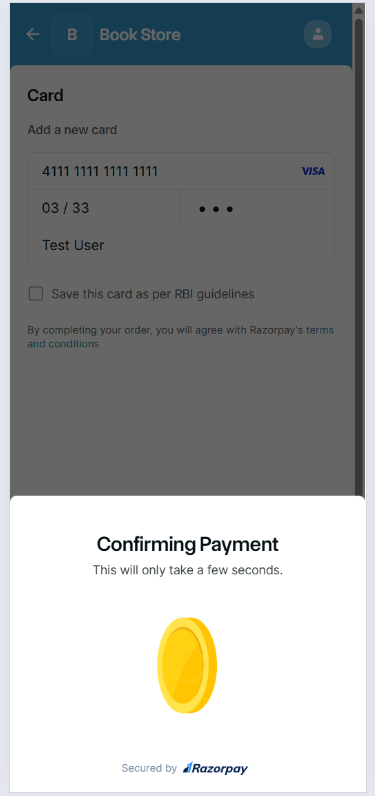 B Book Store
Card
Add a new card
4111 1111 1111 1111 VISA
03 / 33 • • •
Test User
Save this card as per RBI guidelines
By completing your order, you will agree with Razorpay's terms
and conditions
Confirming Payment
This will only take a few seconds.
Secured by Razorpay